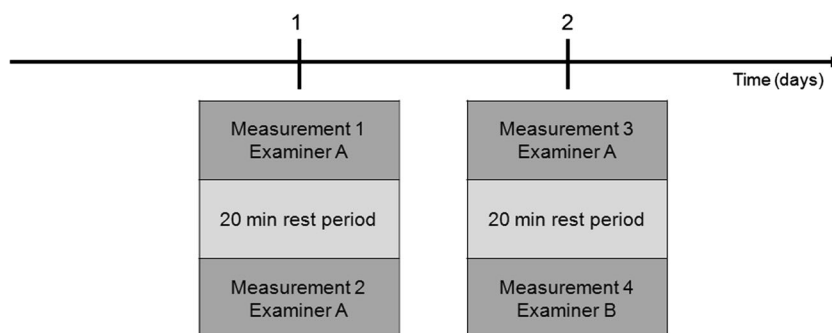 1
2
Time (days)
Measurement 1
Examiner A
20 min rest period
Measurement 2
Examiner A
Measurement 3
Examiner A
20 min rest period
Measurement 4
Examiner B